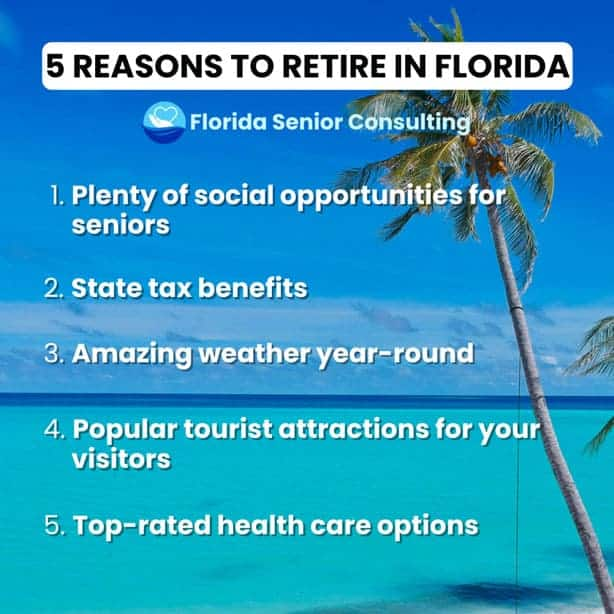 5 REASONS TO RETIRE IN FLORIDA
Florida Senior Consulting
1. Plenty of social opportunities for
seniors
2. State tax benefits
3. Amazing weather year-round
4. Popular tourist attractions for your
visitors
5. Top-rated health care options